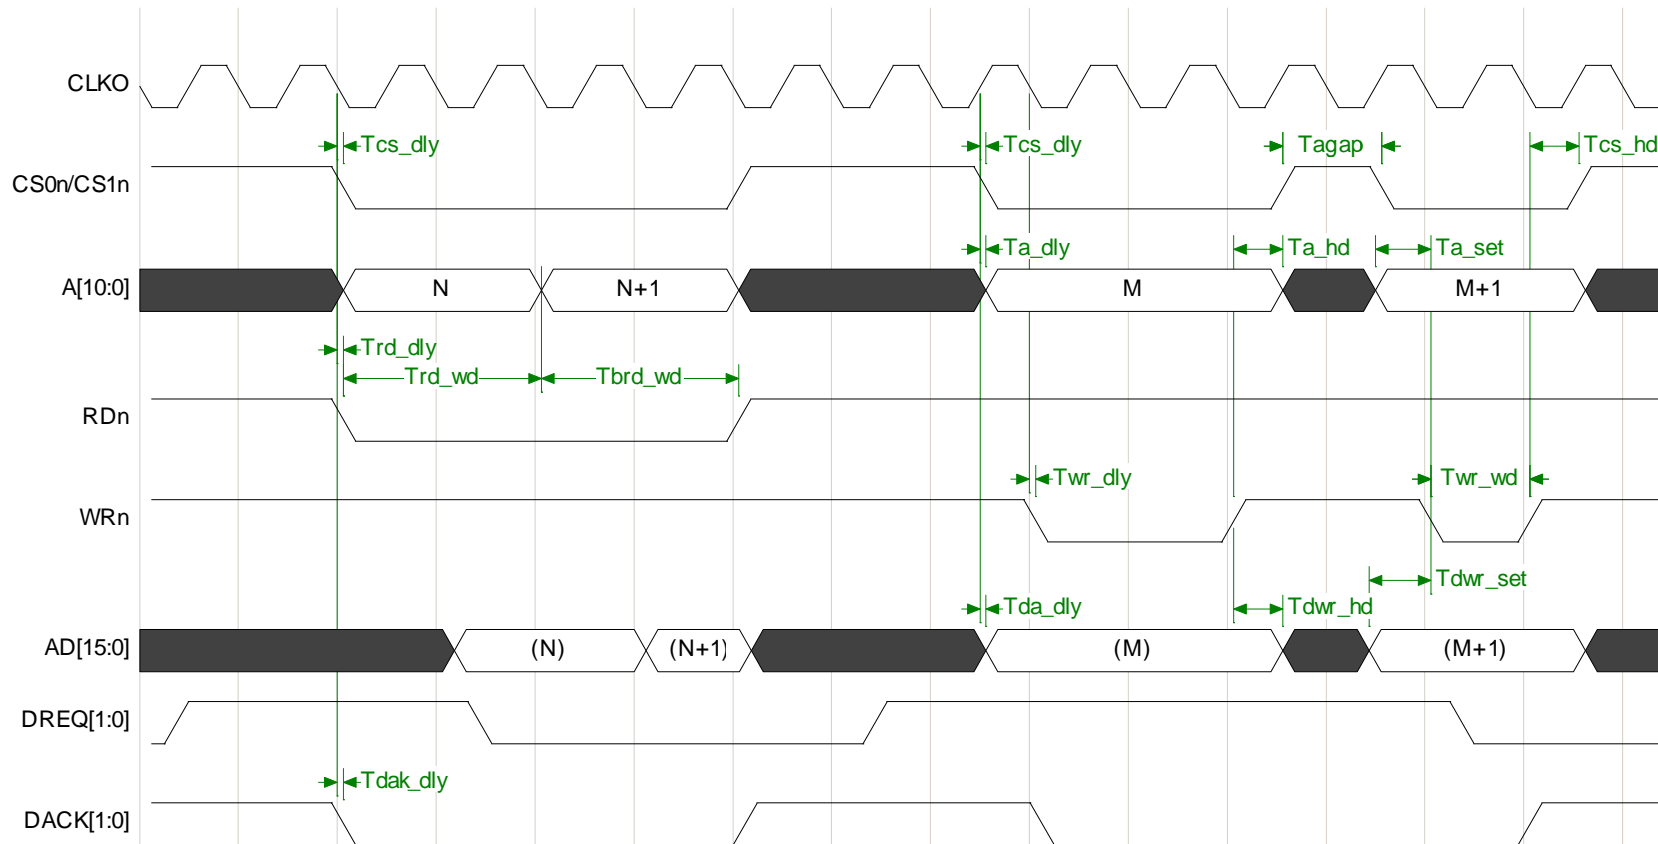 CLKO
Tcs_dly Tcs_dly Tagap Tcs_hd
CS0n/CS1n
Ta_dly Ta_hd Ta_set
A[10:0] N N+1 M M+1
Trd_dly
Trd_wd Tbrd_wd
RDn
Twr_dly Twr_wd
WRn
Tdwr_set
Tda_dly Tdwr_hd
AD[15:0] (N) (N+1) (M) (M+1)
DREQ[1:0]
Tdak_dly
DACK[1:0]